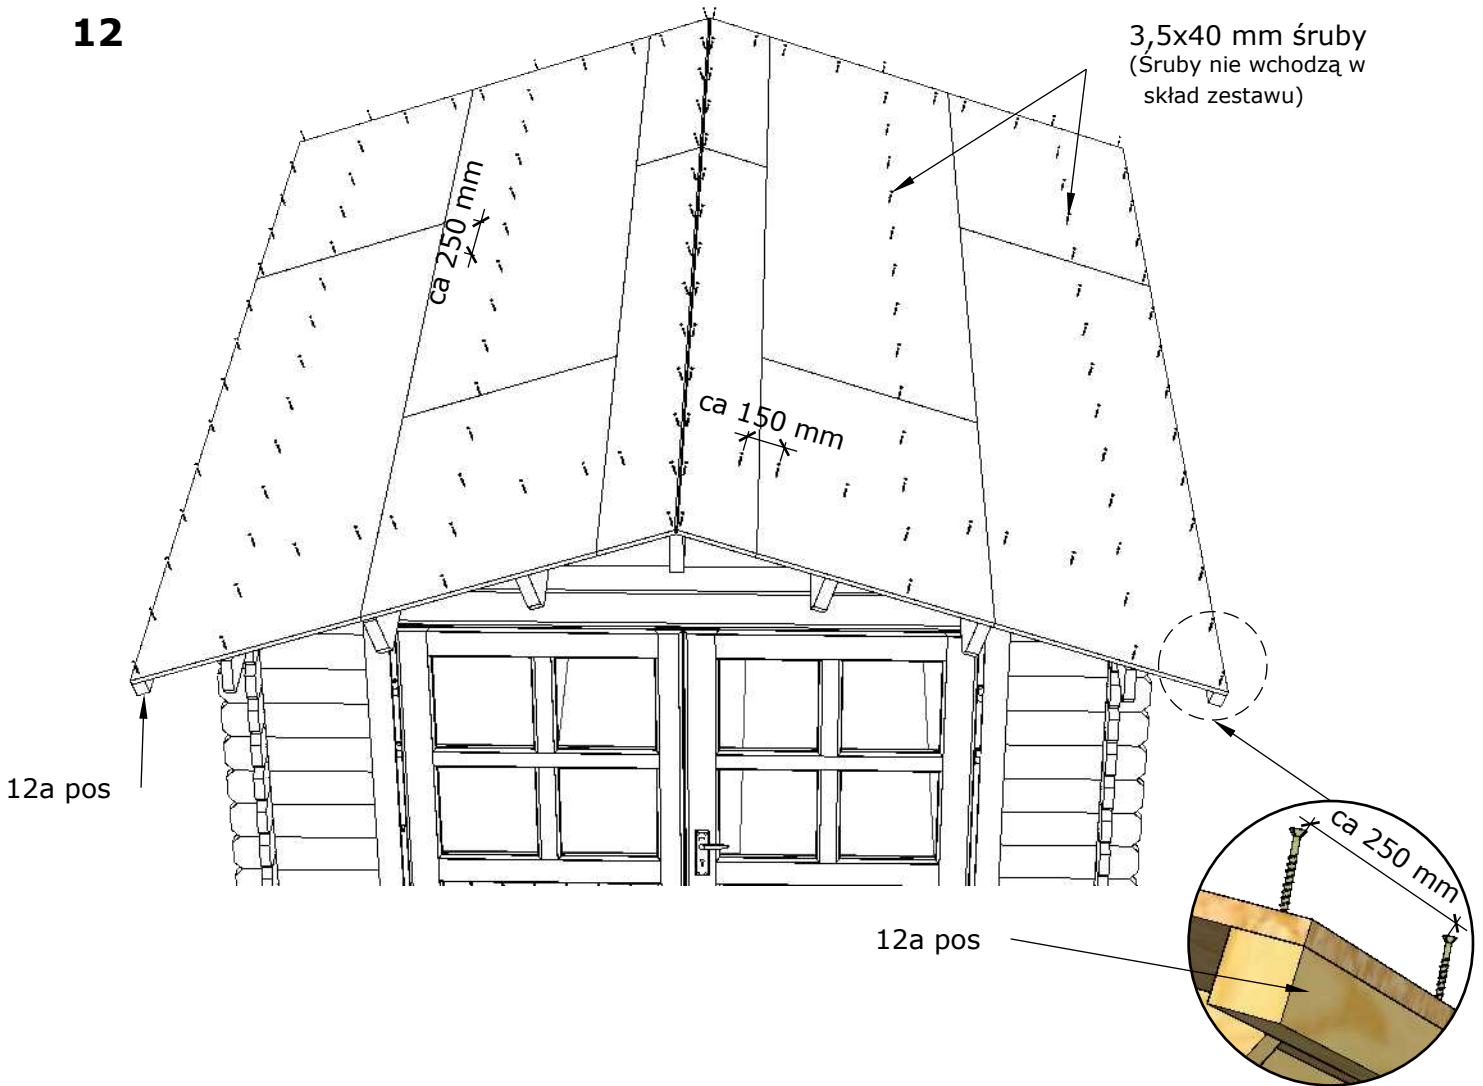 12
3,5x40 mm śruby
(Śruby nie wchodzą w
skład zestawu)
ca 250 mm
ca 150 mm
12a pos
ca 250 mm
12a pos